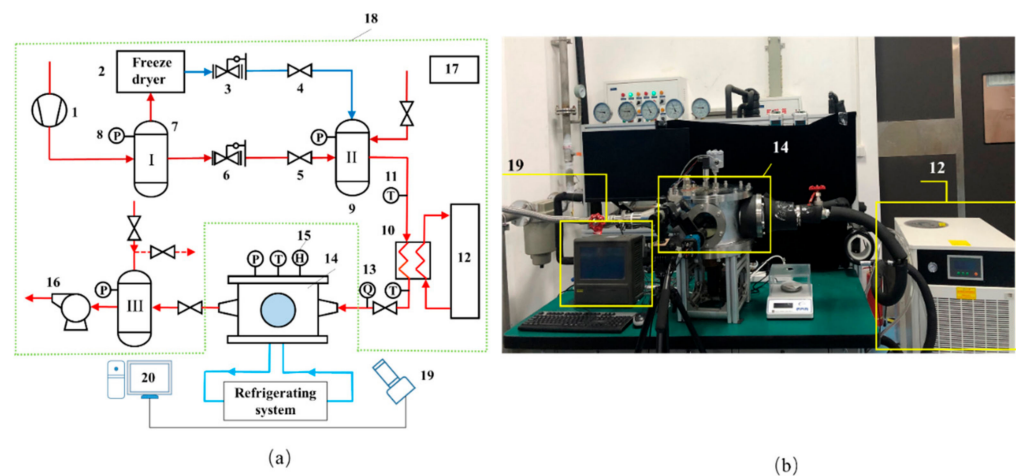 18
2
Freeze
dryer
3
4
17
1
8
P
7
I
6
5
P
II
9
11
T
10
12
15
P
T
H
14
13
Q
T
16
P
III
20
Refrigerating
system
19
(a)
19
14
12
(b)